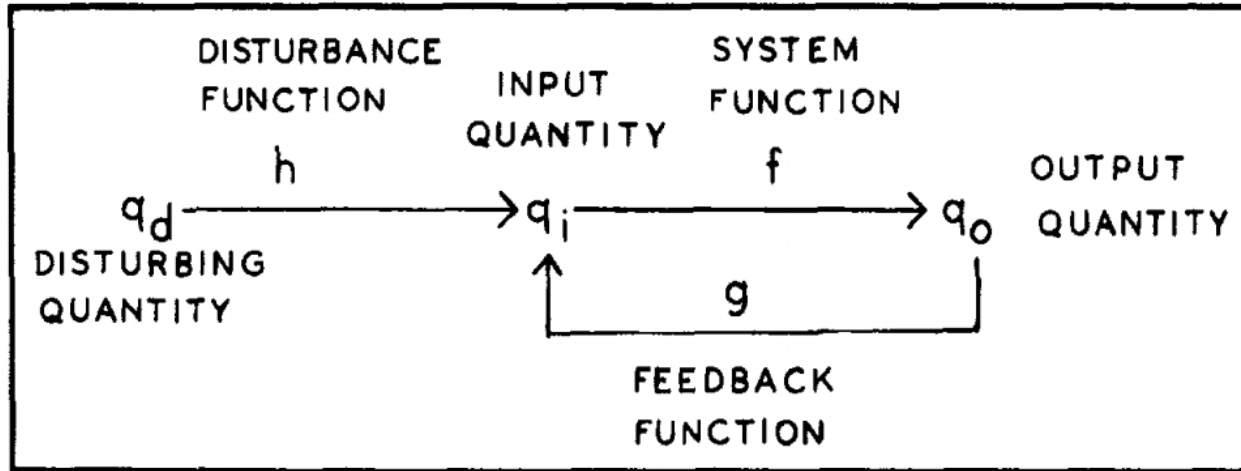 DISTURBANCE
FUNCTION
INPUT
QUANTITY
SYSTEM
FUNCTION
h
f
q_d
q_i
q_o
OUTPUT
QUANTITY
DISTURBING
QUANTITY
g
FEEDBACK
FUNCTION